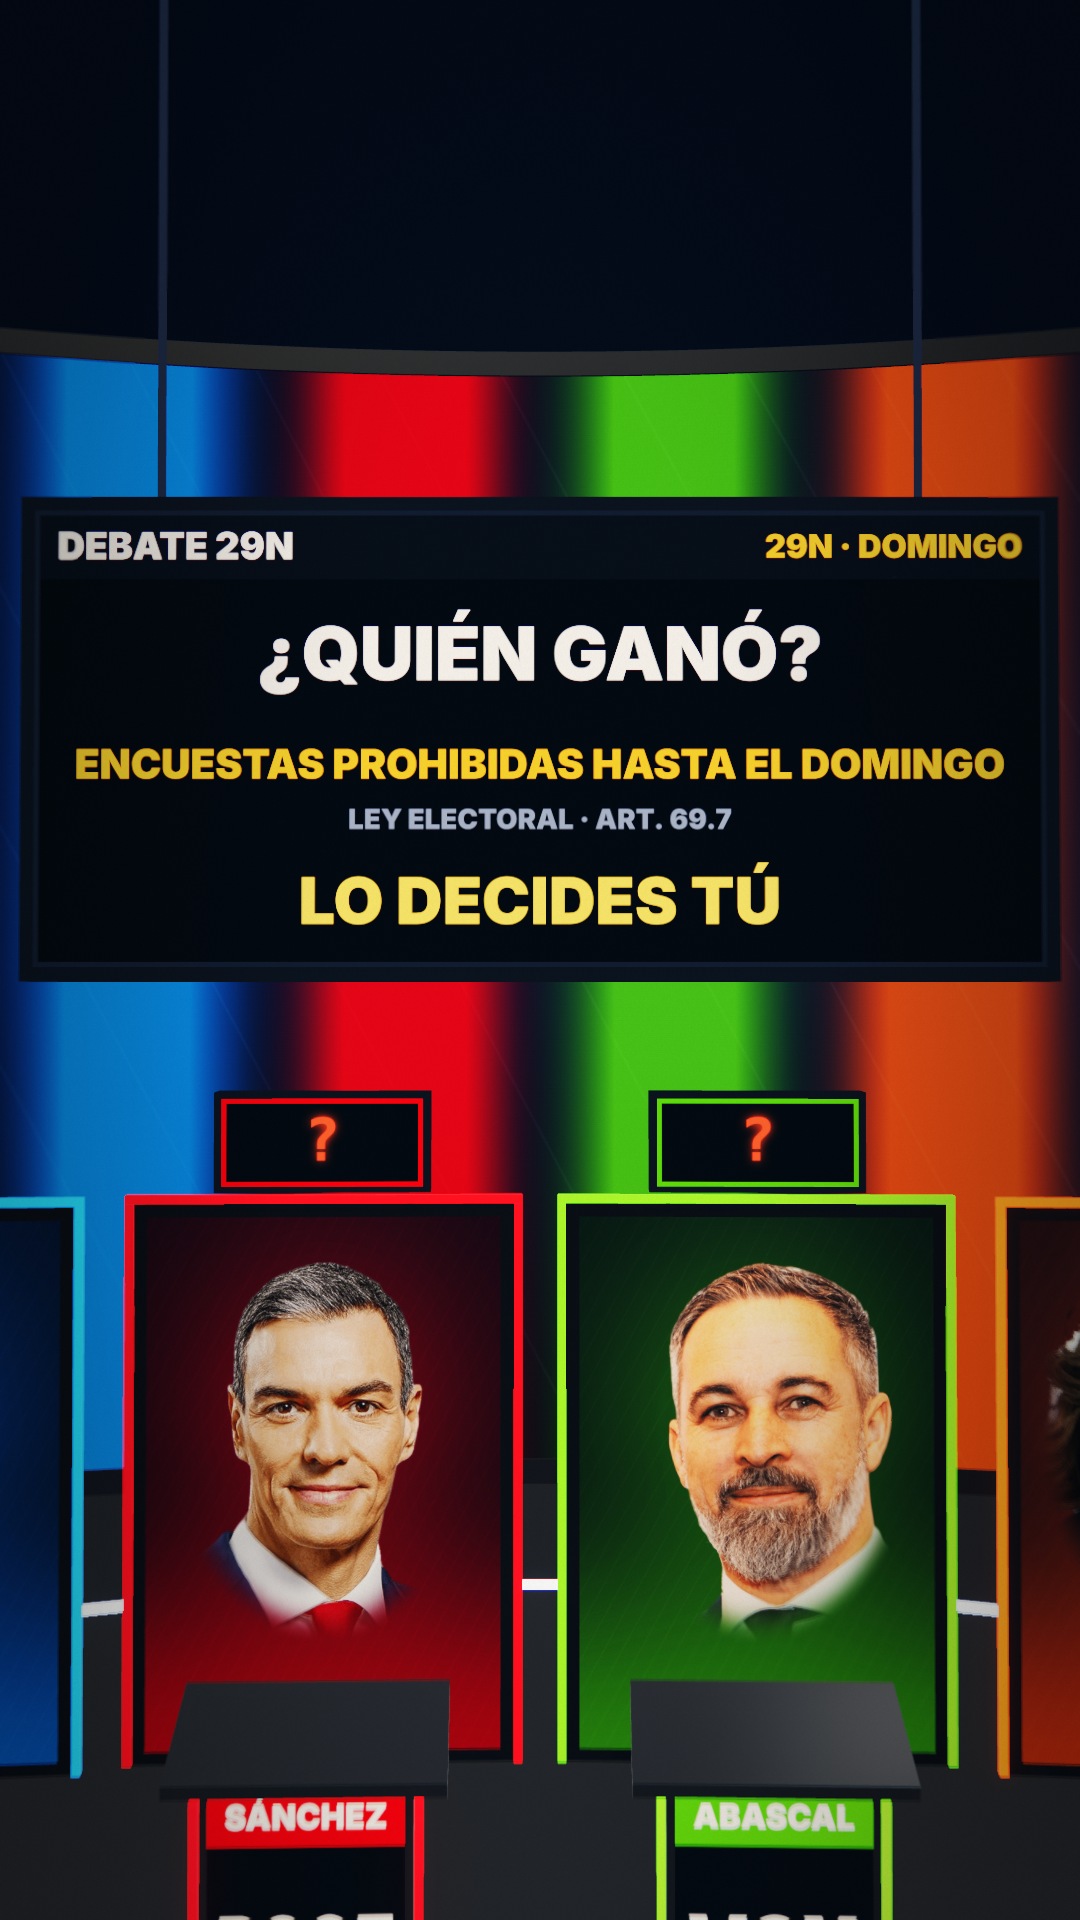 DEBATE 29N
29N · DOMINGO
¿QUIÉN GANÓ?
ENCUESTAS PROHIBIDAS HASTA EL DOMINGO
LEY ELECTORAL · ART. 69.7
LO DECIDES TÚ
?
?
SÁNCHEZ
ABASCAL